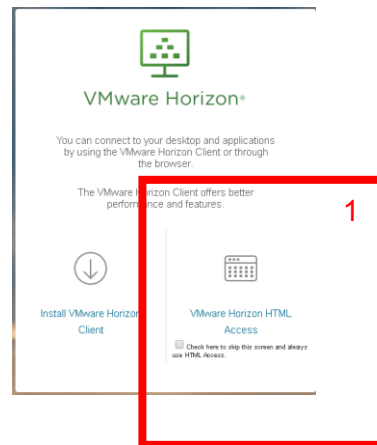 VMware Horizon®
You can connect to your desktop and applications
by using the VMware Horizon Client or through
the browser.
The VMware Horizon Client offers better
performance and features.
1
Install VMware Horizon
Client
VMware Horizon HTML
Access
Check here to skip this screen and always
use HTML Access.